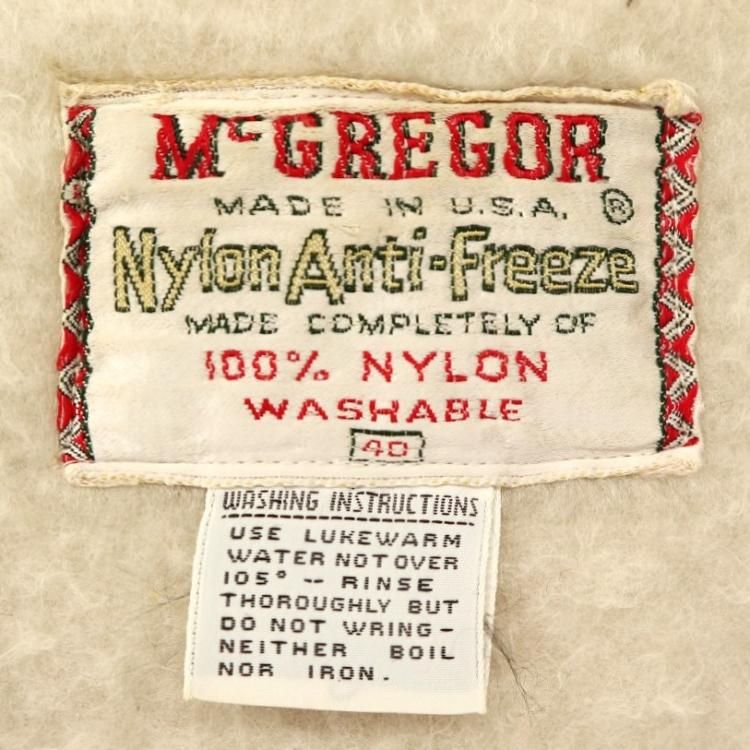 McGREGOR
MADE IN U.S.A. ®
Nylon Anti-Freeze
MADE COMPLETELY OF
100% NYLON
WASHABLE
40
WASHING INSTRUCTIONS
USE LUKEWARM
WATER NOT OVER
105° -- RINSE
THOROUGHLY BUT
DO NOT WRING-
NEITHER BOIL
NOR IRON.